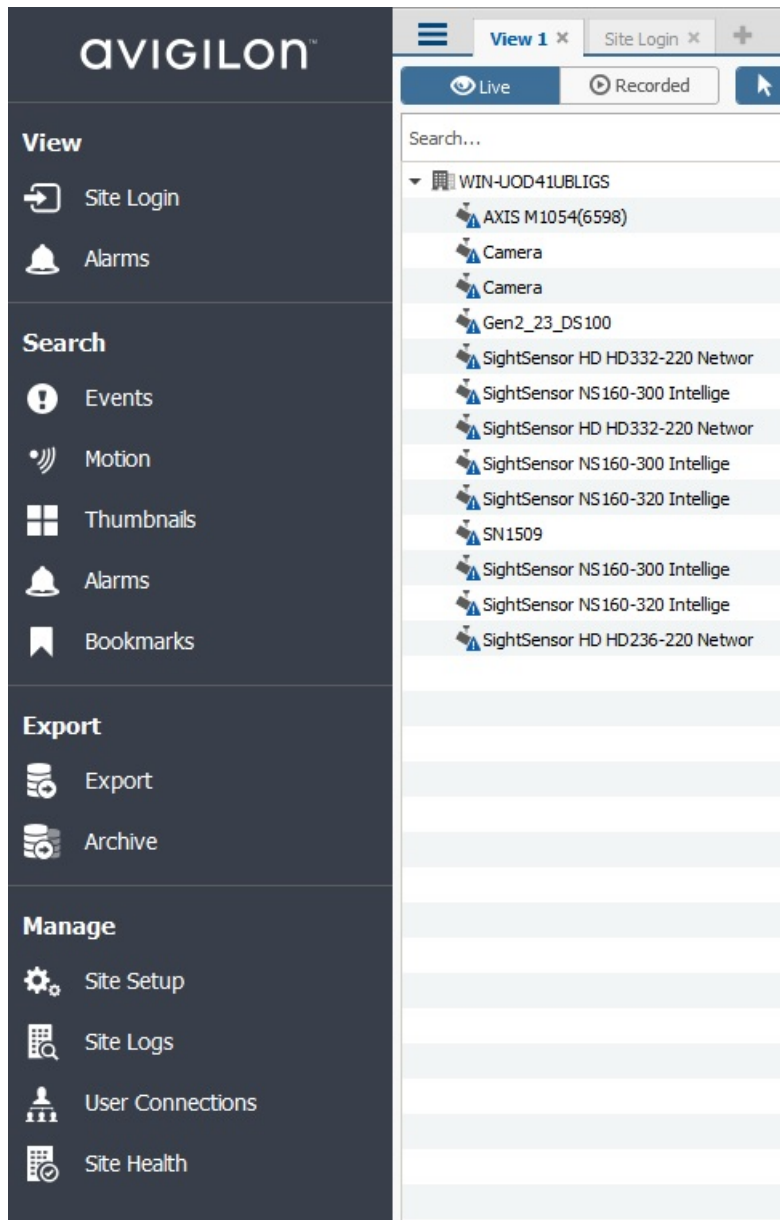 avigilon™
View
Site Login
Alarms
Search
Events
Motion
Thumbnails
Alarms
Bookmarks
Export
Export
Archive
Manage
Site Setup
Site Logs
User Connections
Site Health
View 1 × Site Login × +
Live Recorded
Search...
WIN-UOD41UBLIGS
AXIS M1054(6598)
Camera
Camera
Gen2_23_DS100
SightSensor HD HD332-220 Networ
SightSensor NS160-300 Intellige
SightSensor HD HD332-220 Networ
SightSensor NS160-300 Intellige
SightSensor NS160-320 Intellige
SN1509
SightSensor NS160-300 Intellige
SightSensor NS160-320 Intellige
SightSensor HD HD236-220 Networ